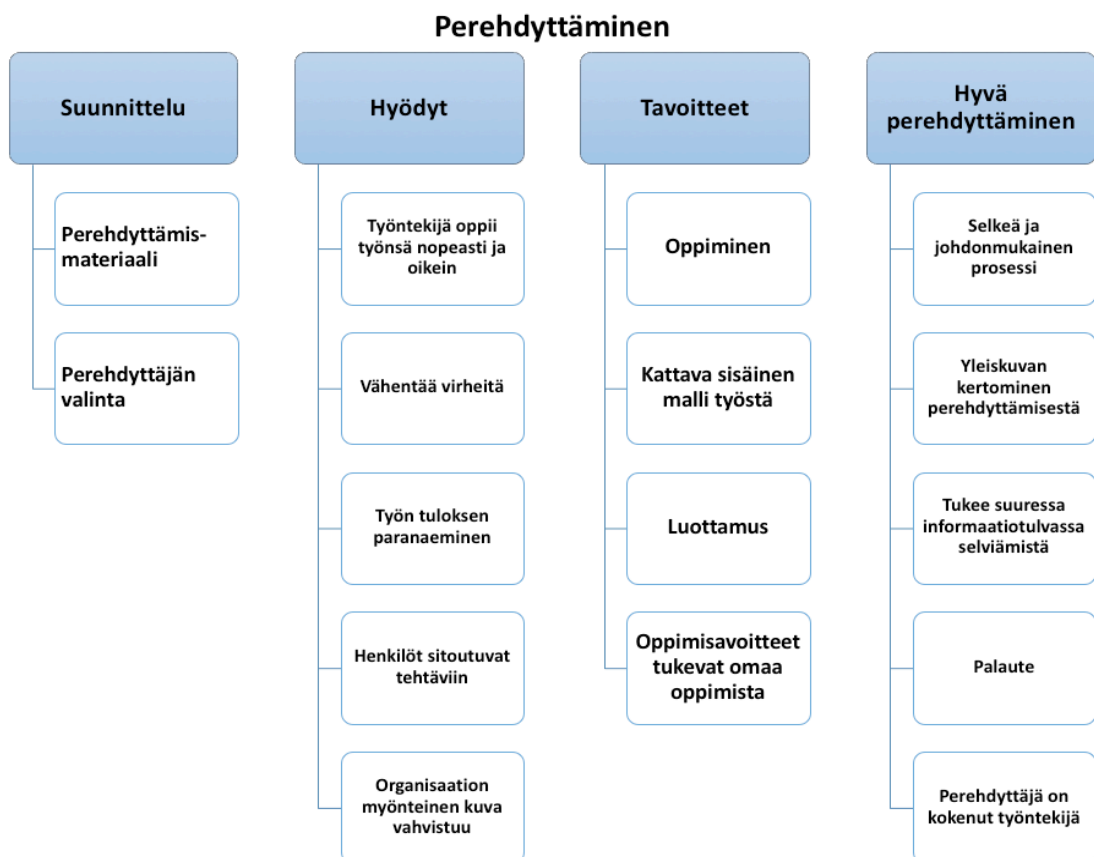 Perehdyttäminen
Suunnittelu
Perehdyttämis-
materiaali
Perehdyttäjän
valinta
Hyödyt
Työntekijä oppii
työnsä nopeasti ja
oikein
Vähentää virheitä
Työn tuloksen
paranaeminen
Henkilöt sitoutuvat
tehtäviin
Organisaation
myönteinen kuva
vahvistuu
Tavoitteet
Oppiminen
Kattava sisäinen
malli työstä
Luottamus
Oppimisavoitteet
tukevat omaa
oppimista
Hyvä
perehdyttäminen
Selkeä ja
johdonmukainen
prosessi
Yleiskuvan
kertominen
perehdyttämisestä
Tukee suuressa
informaatiotulvassa
selviämistä
Palaute
Perehdyttäjä on
kokenut työntekijä